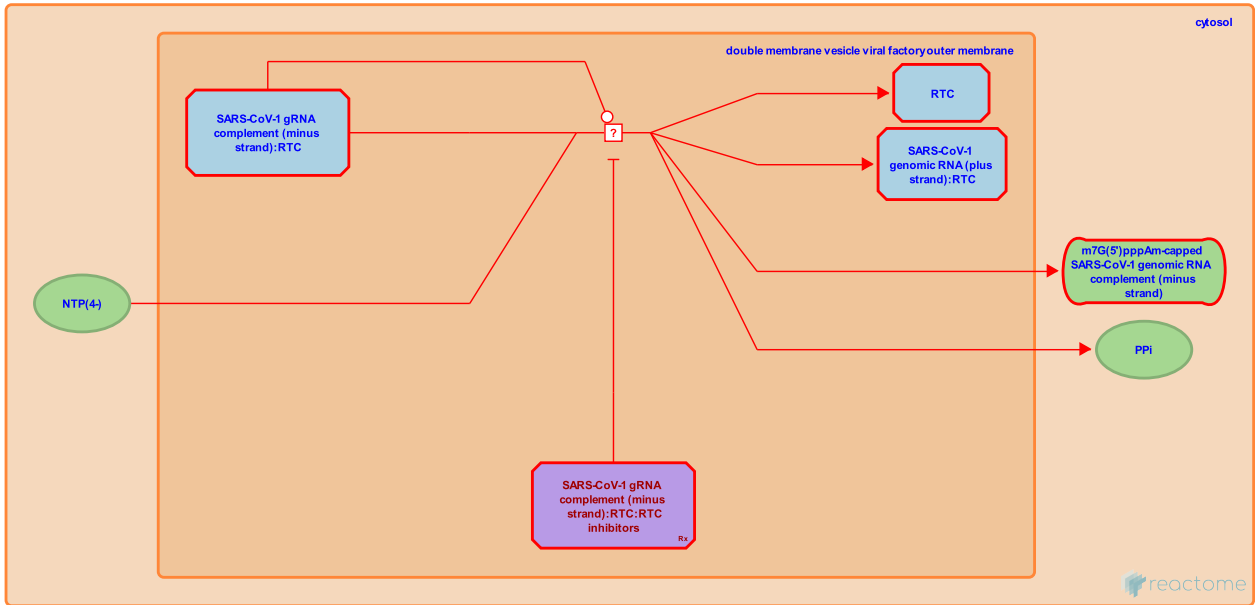 cytosol
double membrane vesicle viral factory outer membrane
RTC
SARS-CoV-1 gRNA
complement (minus
strand):RTC
?
SARS-CoV-1
genomic RNA (plus
strand):RTC
m7G(5')pppAm-capped
SARS-CoV-1 genomic RNA
complement (minus
strand)
NTP(4-)
PPi
SARS-CoV-1 gRNA
complement (minus
strand):RTC:RTC
inhibitors
Rx
reactome